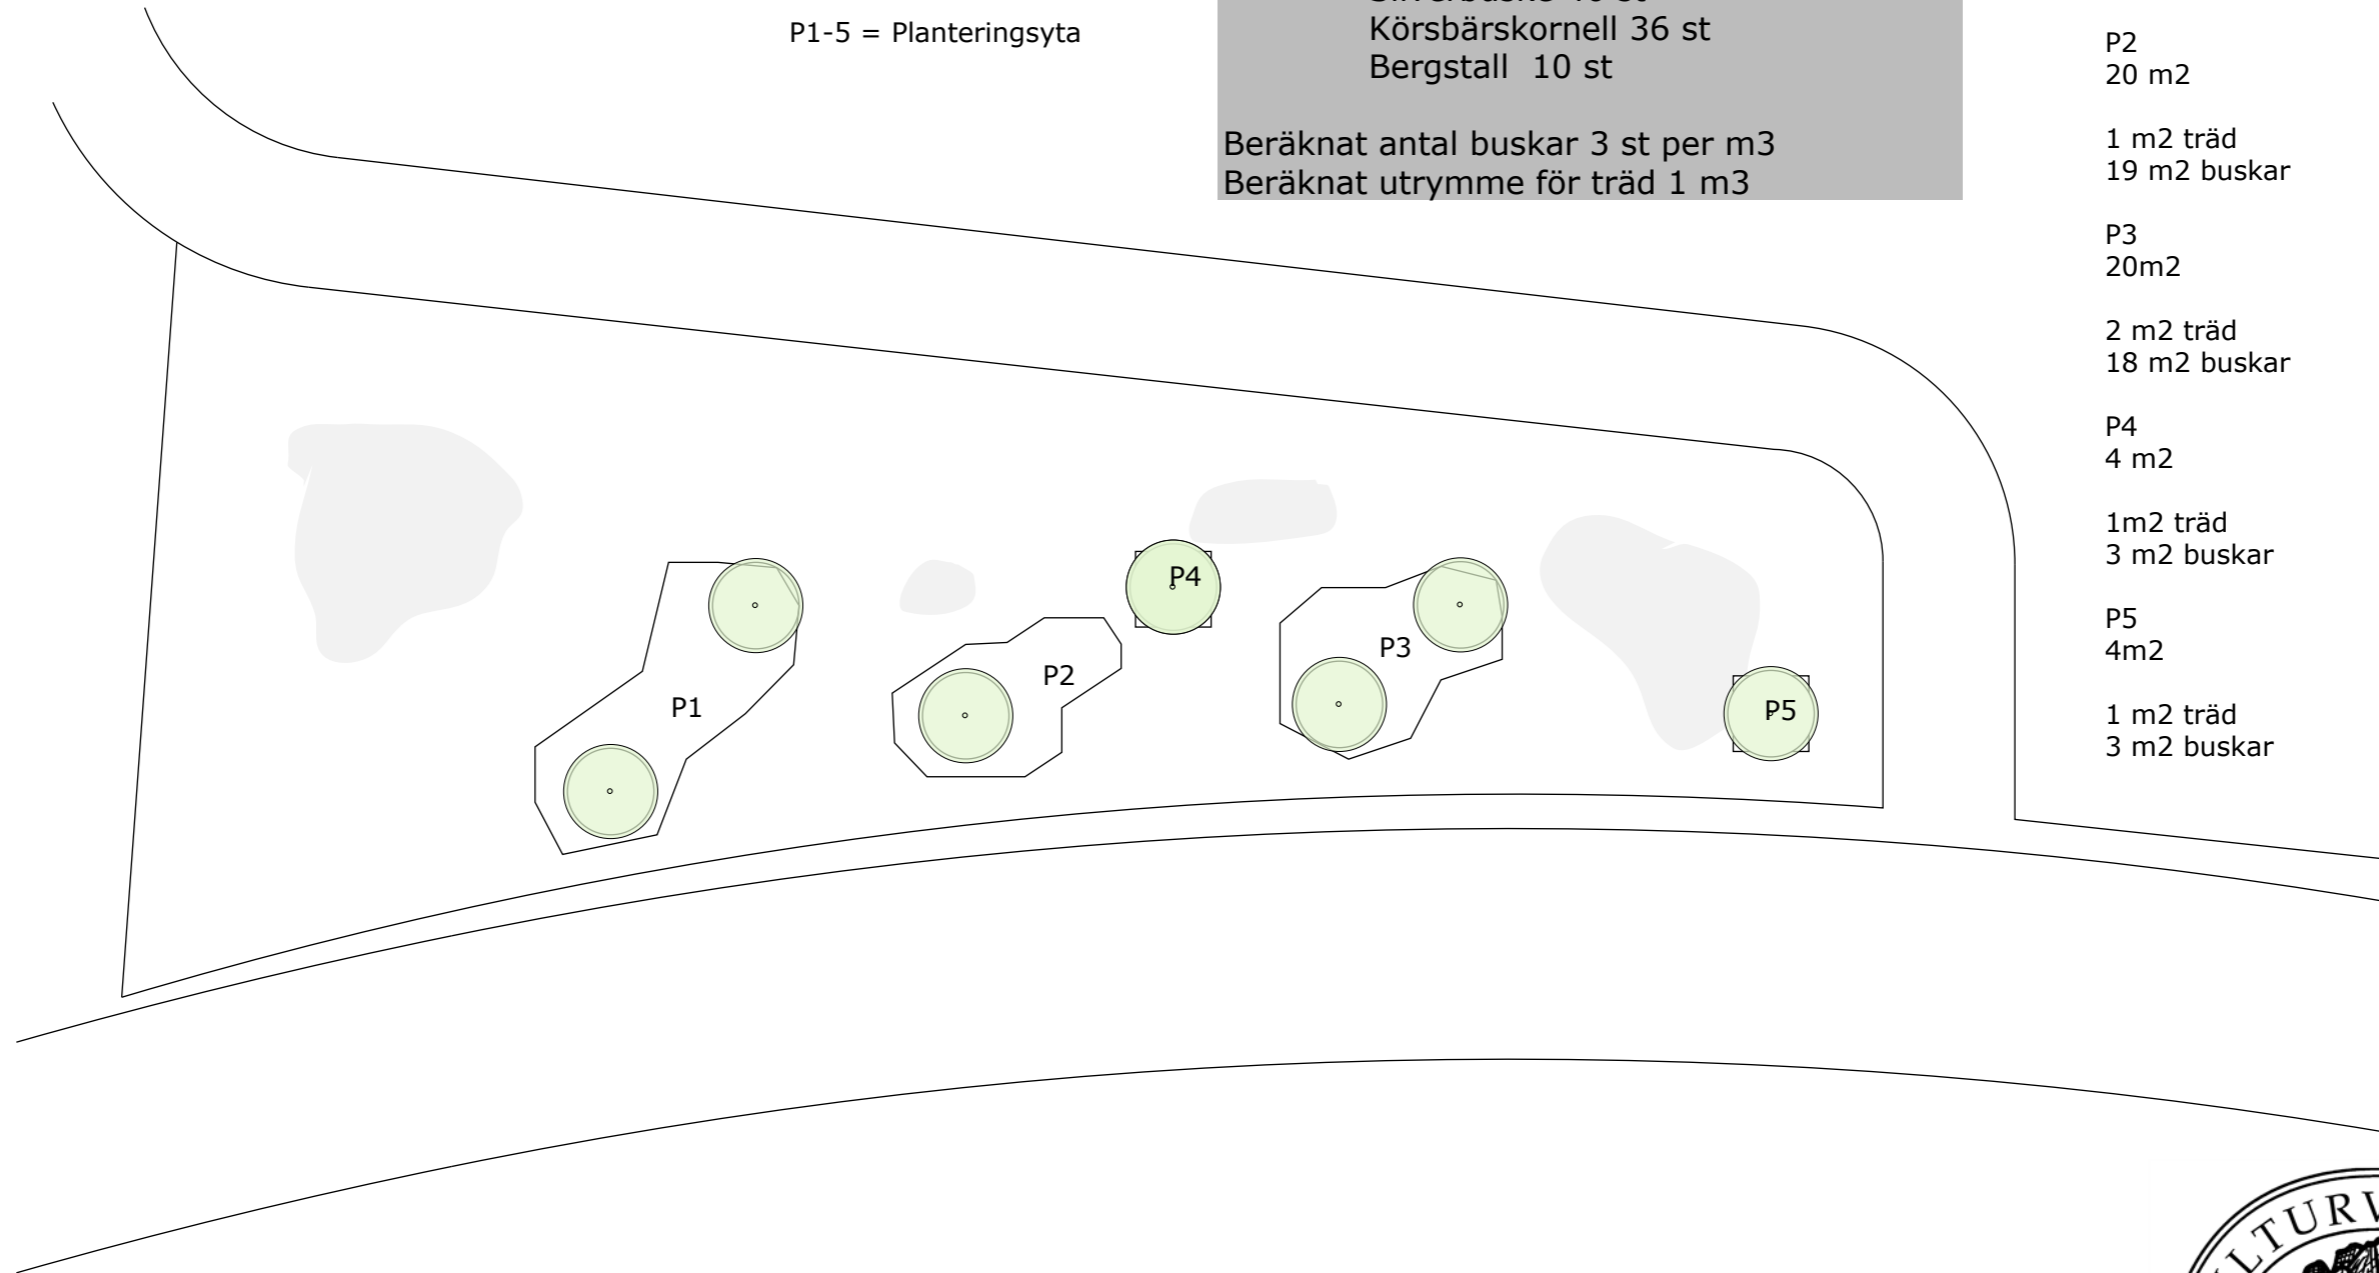 P1-5 = Planteringsyta
Körsbärskornell 36 st
Bergstall  10 st
Beräknat antal buskar 3 st per m3
Beräknat utrymme för träd 1 m3
P2
20 m2
1 m2 träd
19 m2 buskar
P3
20m2
2 m2 träd
18 m2 buskar
P4
4 m2
1m2 träd
3 m2 buskar
P5
4m2
1 m2 träd
3 m2 buskar
P4
P3
P2
P1
P5